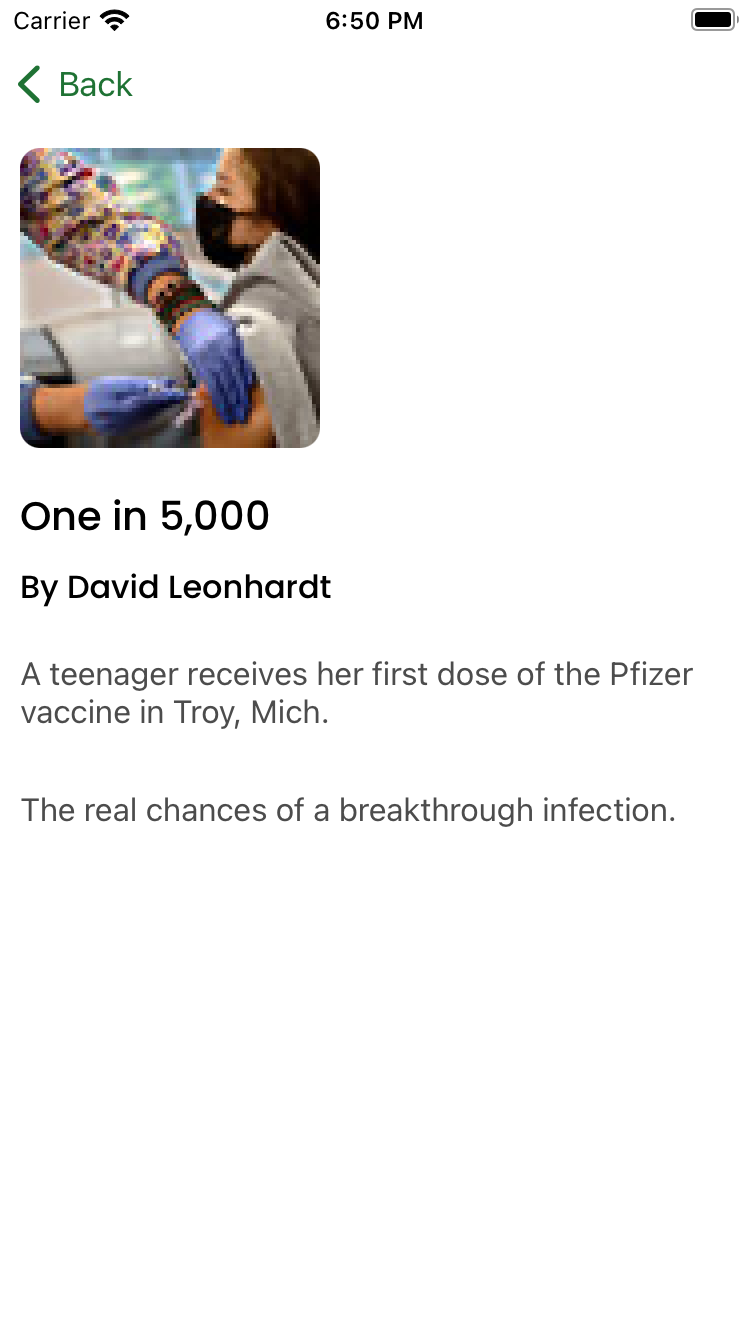 Carrier
6:50 PM
Back
One in 5,000
By David Leonhardt
A teenager receives her first dose of the Pfizer
vaccine in Troy, Mich.
The real chances of a breakthrough infection.